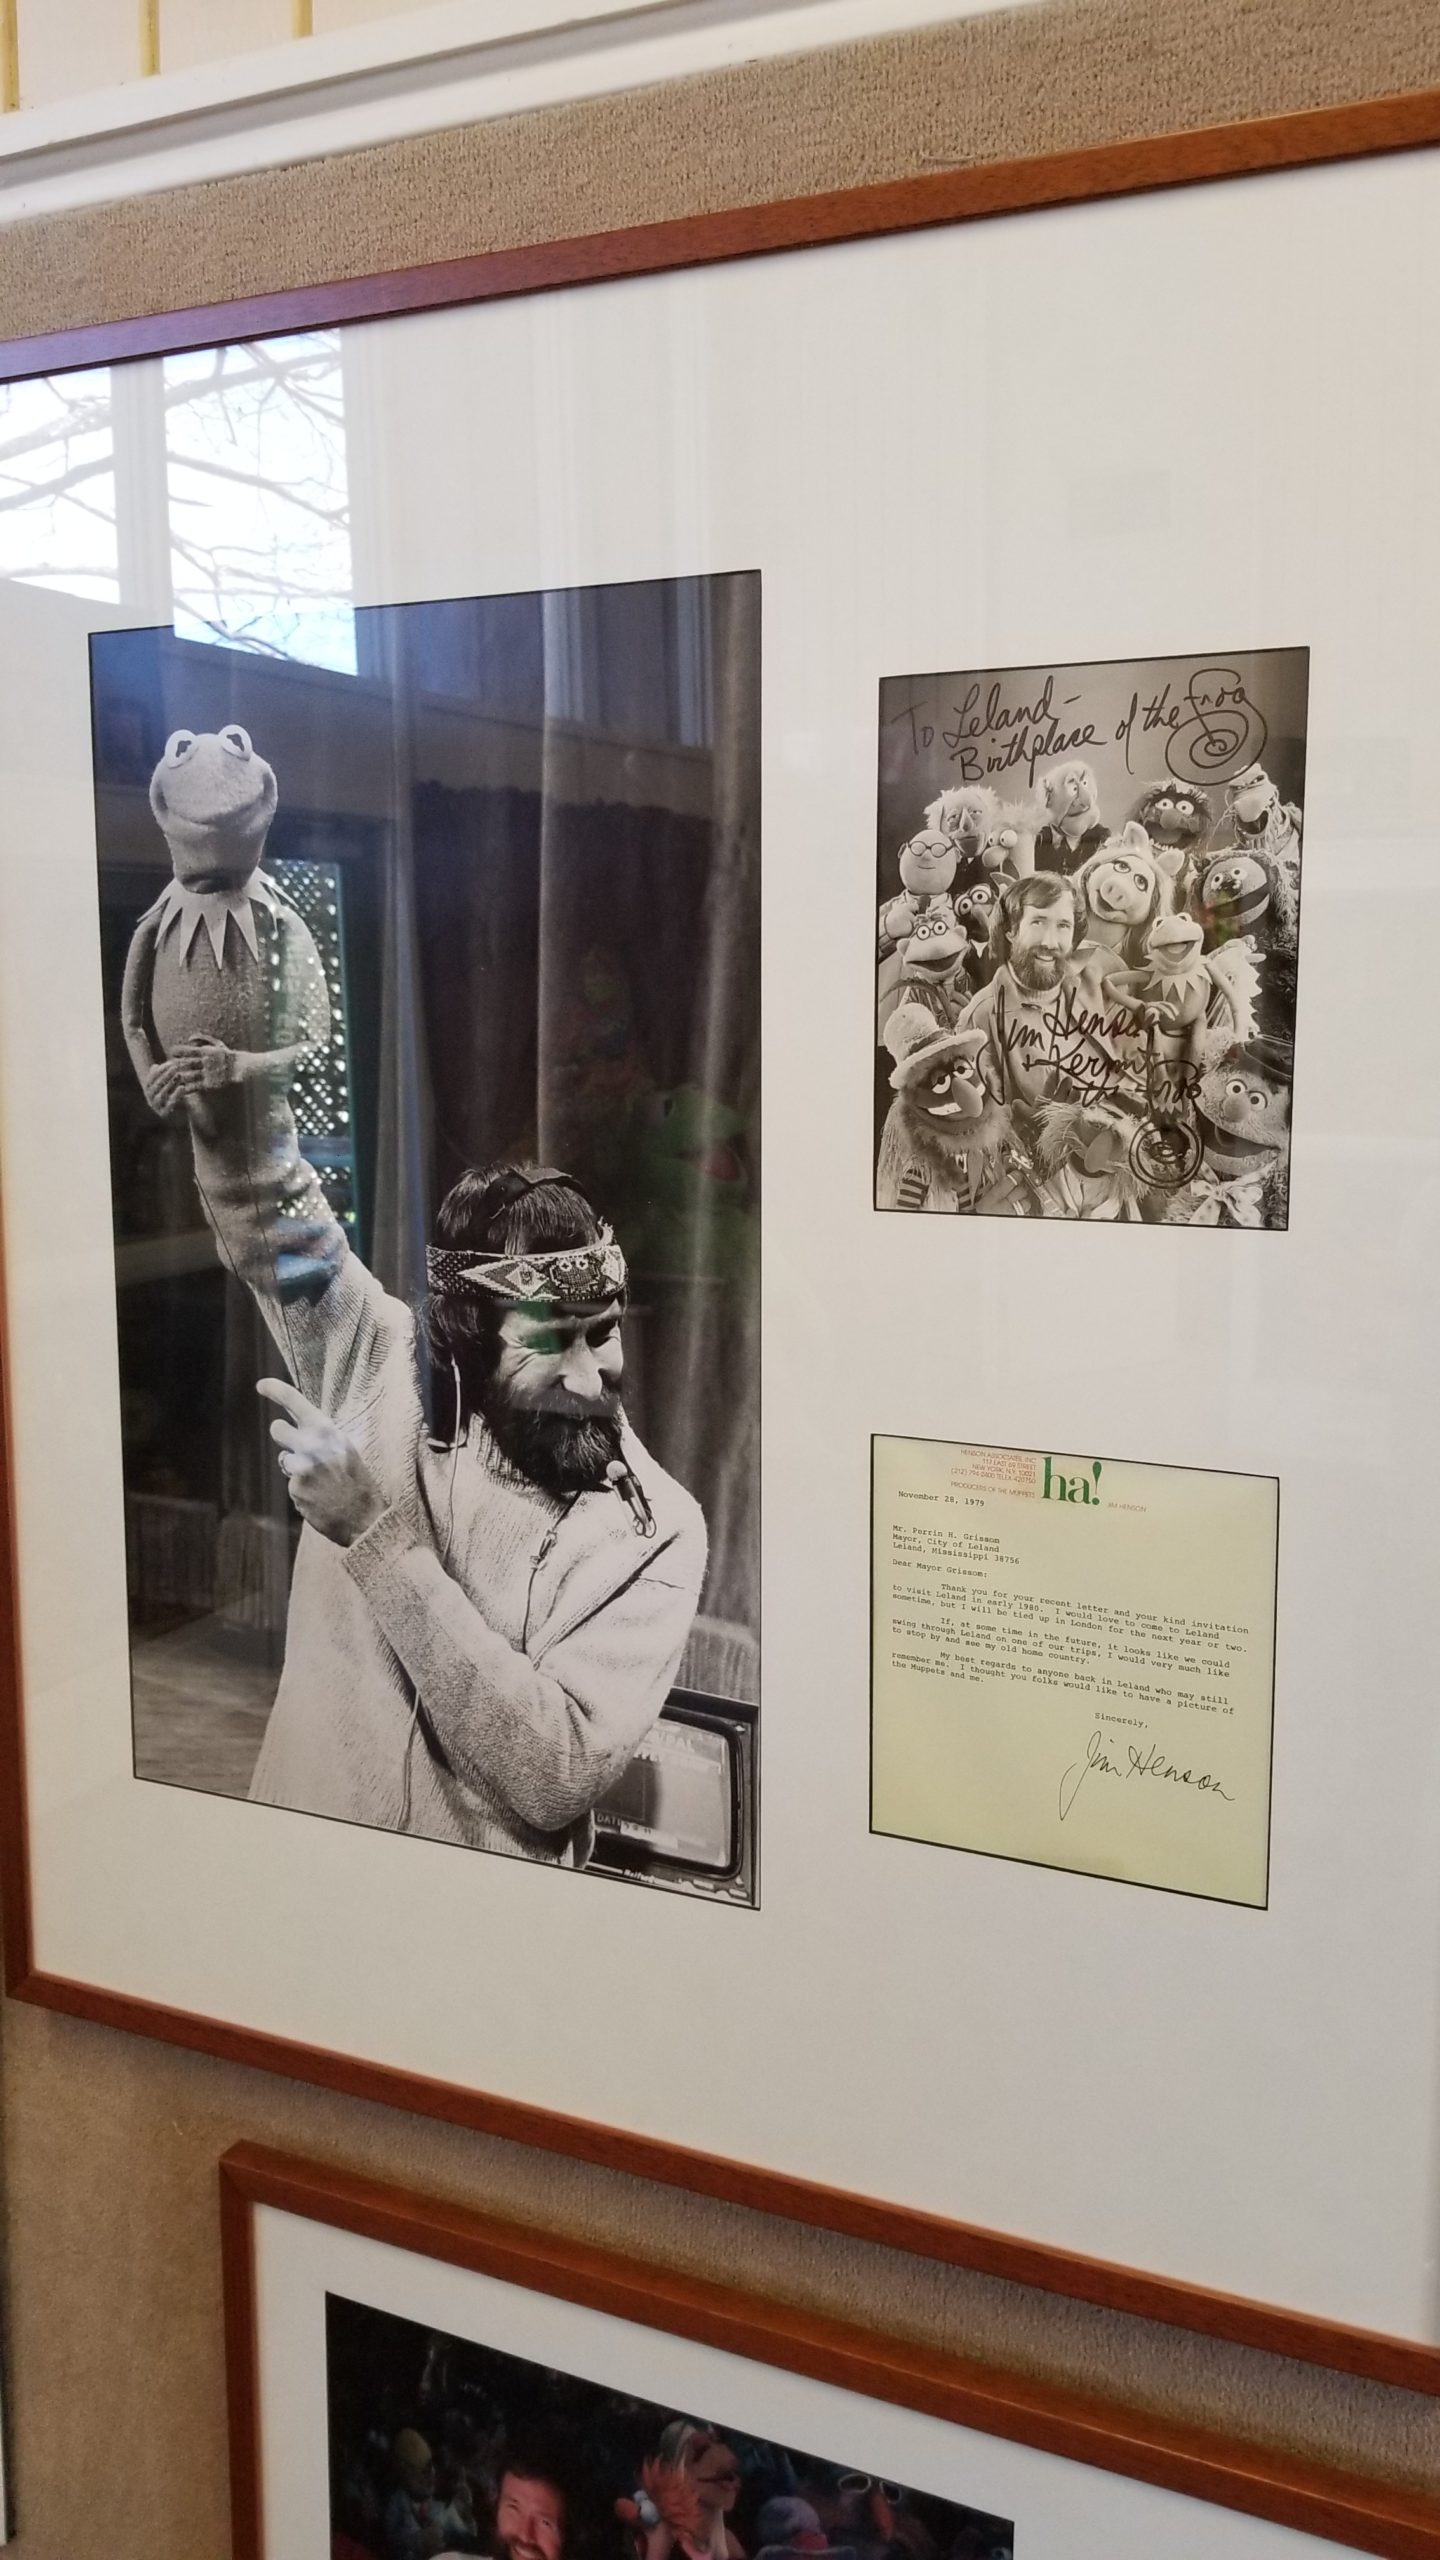 To Leland-
Birthplace of the frog
Jim Henson
+ Kermit
the frog
HENSON ASSOCIATES, INC
117 EAST 69 STREET
NEW YORK, N.Y. 10021
(212) 794-2400 TELEX 420750
PRODUCERS OF THE MUPPETS
ha!
JIM HENSON
November 28, 1979
Mr. Perrin H. Grissom
Mayor, City of Leland
Leland, Mississippi 38756
Dear Mayor Grissom:
Thank you for your recent letter and your kind invitation
to visit Leland in early 1980. I would love to come to Leland
sometime, but I will be tied up in London for the next year or two.
If, at some time in the future, it looks like we could
swing through Leland on one of our trips, I would very much like
to stop by and see my old home country.
My best regards to anyone back in Leland who may still
remember me. I thought you folks would like to have a picture of
the Muppets and me.
Sincerely,
Jim Henson